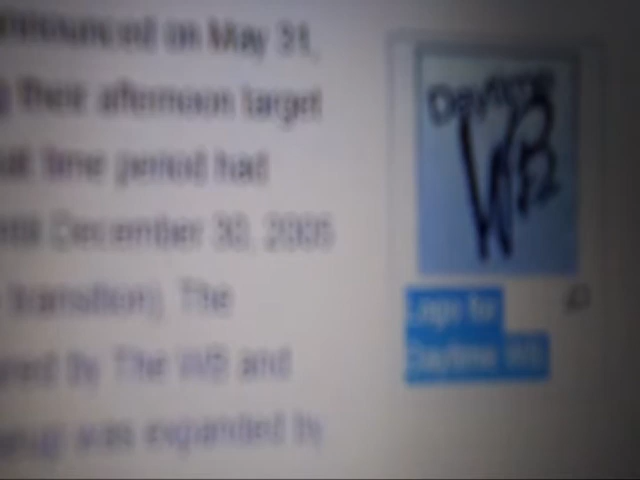 announced on May 31,
their afternoon target
time period had
December 30, 2005
transition). The
by The WB and
was expanded by
Daytime
WB
Logo for
Daytime WB